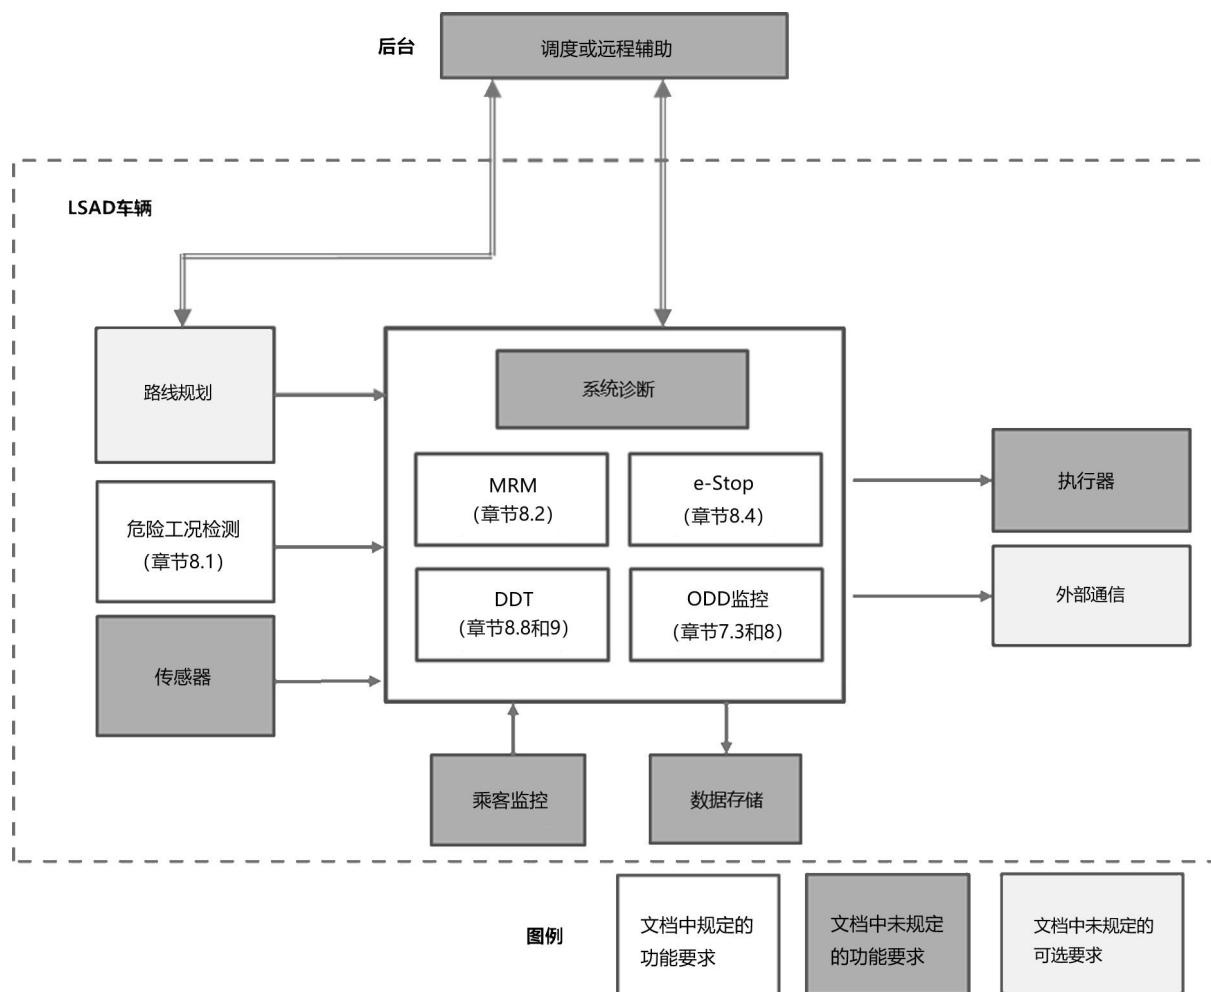 后台
调度或远程辅助
LSAD车辆
路线规划
系统诊断
MRM
（章节8.2）
e-Stop
（章节8.4）
执行器
危险工况检测
（章节8.1）
DDT
（章节8.8和9）
ODD监控
（章节7.3和8）
外部通信
传感器
乘客监控
数据存储
图例
文档中规定的
功能要求
文档中未规定
的功能要求
文档中未规定的
可选要求